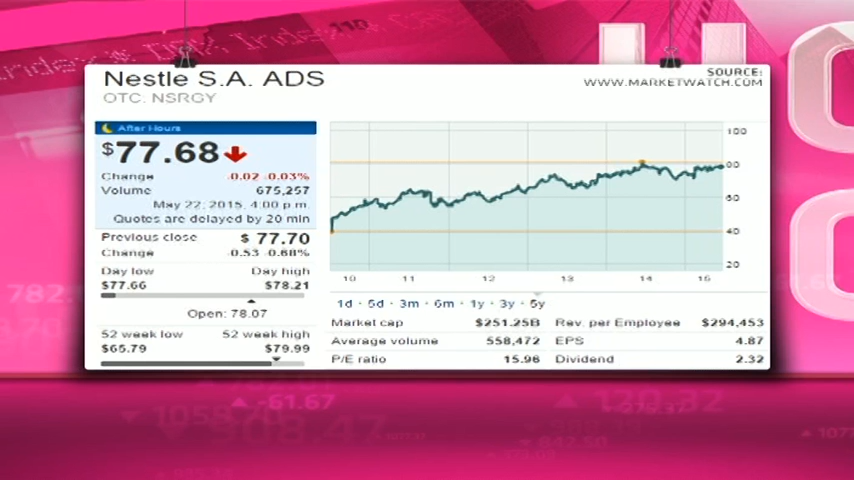 Nestle S.A. ADS
OTC: NSRGY
SOURCE:
WWW.MARKETWATCH.COM
After Hours
$77.68
Change -0.02 -0.03%
Volume 675,257
May 22, 2015, 4:00 p.m.
Quotes are delayed by 20 min
Previous close $ 77.70
Change -0.53 -0.68%
Day low Day high
$77.66 $78.21
Open: 78.07
52 week low 52 week high
$65.79 $79.99
100
80
60
40
20
10 11 12 13 14 15
1d · 5d · 3m · 6m · 1y · 3y · 5y
Market cap $251.25B Rev. per Employee $294,453
Average volume 558,472 EPS 4.87
P/E ratio 15.96 Dividend 2.32
-61.67